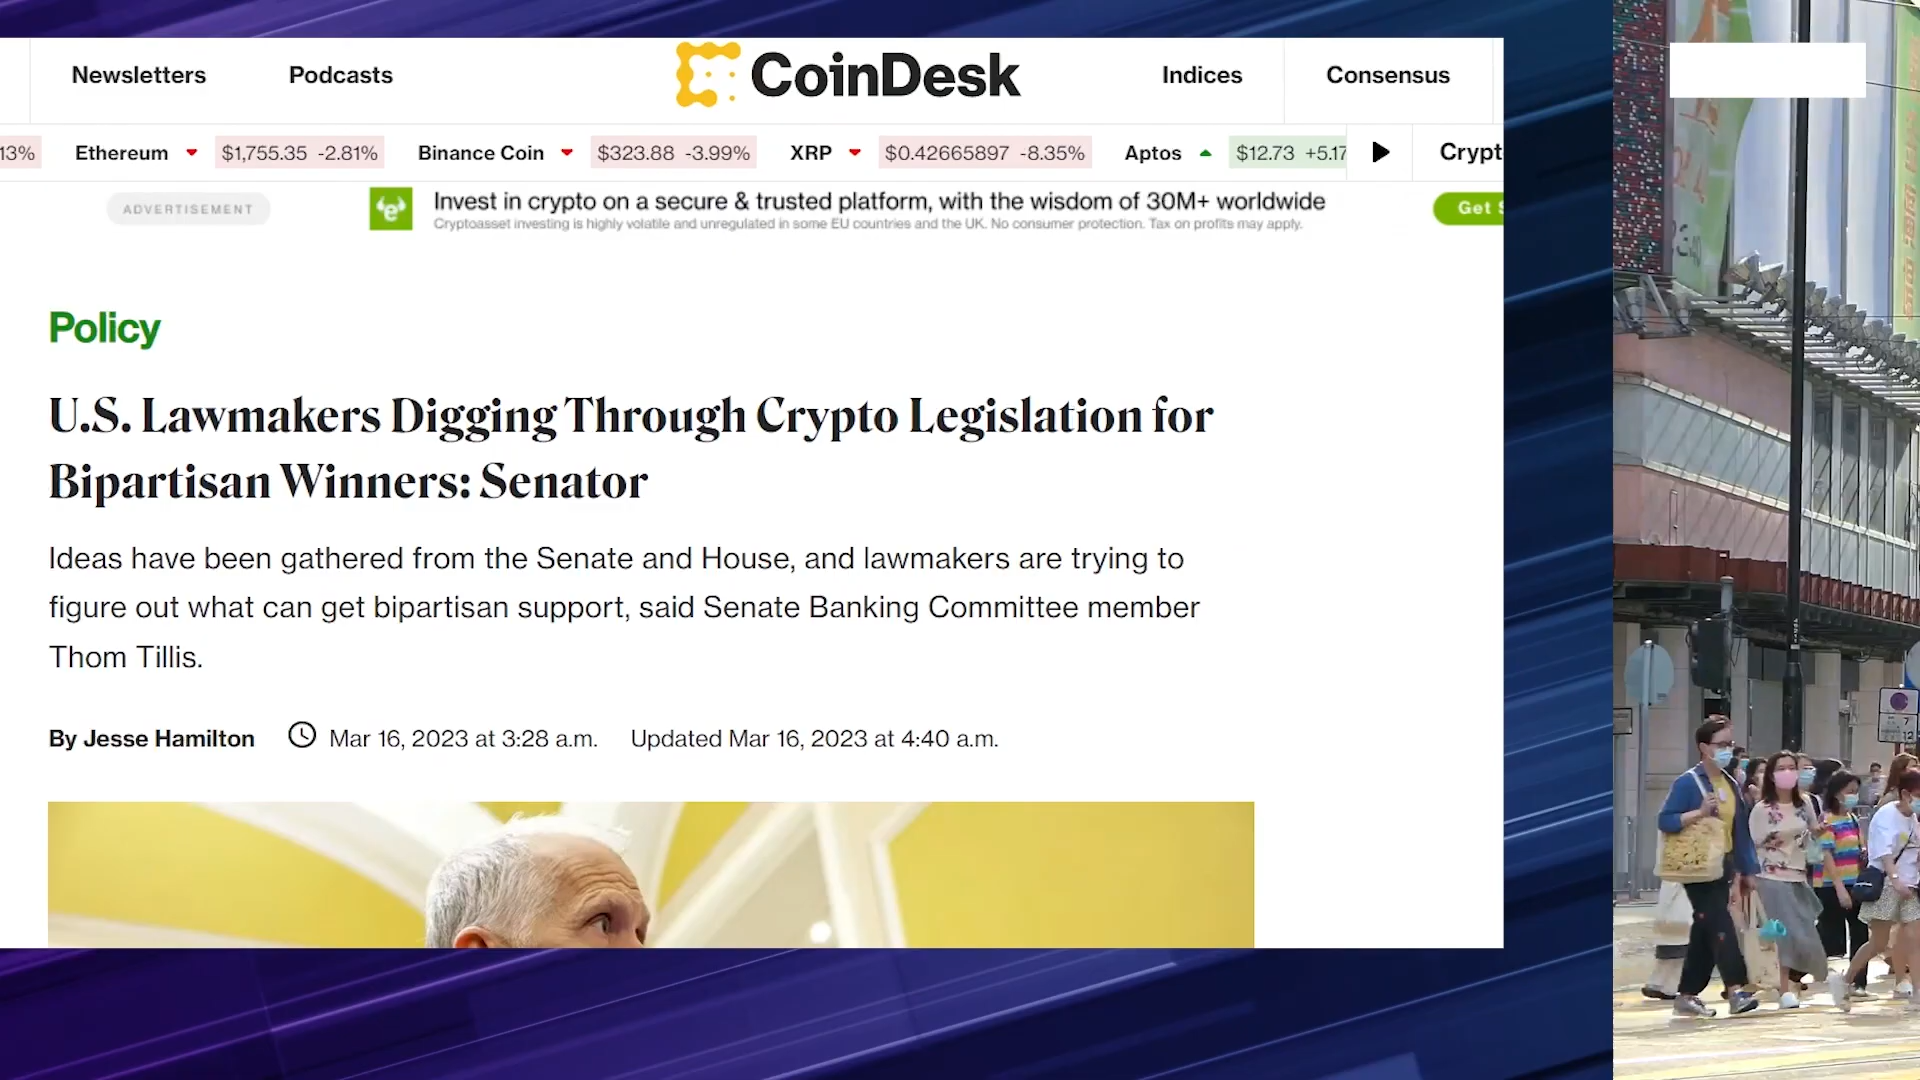 Newsletters
Podcasts
CoinDesk
Indices
Consensus
13%
Ethereum
$1,755.35 -2.81%
Binance Coin
$323.88 -3.99%
XRP
$0.42665897 -8.35%
Aptos
$12.73 +5.17
Crypt
ADVERTISEMENT
Invest in crypto on a secure & trusted platform, with the wisdom of 30M+ worldwide
Cryptoasset investing is highly volatile and unregulated in some EU countries and the UK. No consumer protection. Tax on profits may apply.
Get
Policy
U.S. Lawmakers Digging Through Crypto Legislation for
Bipartisan Winners: Senator
Ideas have been gathered from the Senate and House, and lawmakers are trying to
figure out what can get bipartisan support, said Senate Banking Committee member
Thom Tillis.
By Jesse Hamilton
Mar 16, 2023 at 3:28 a.m.
Updated Mar 16, 2023 at 4:40 a.m.